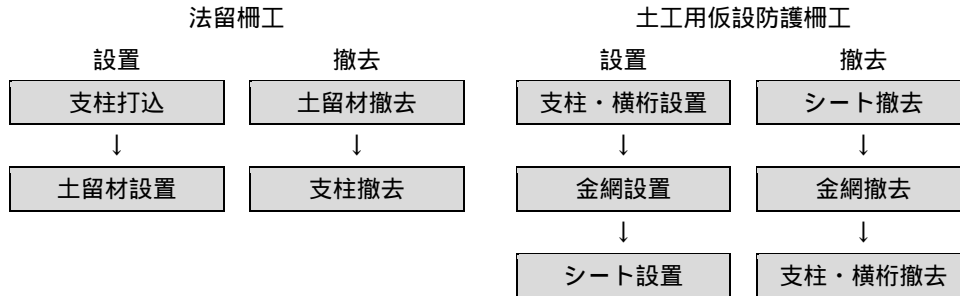 法留柵工
設置
撤去
支柱打込
土留材撤去
↓
↓
土留材設置
支柱撤去
土工用仮設防護柵工
設置
撤去
支柱・横桁設置
シート撤去
↓
↓
金網設置
金網撤去
↓
↓
シート設置
支柱・横桁撤去